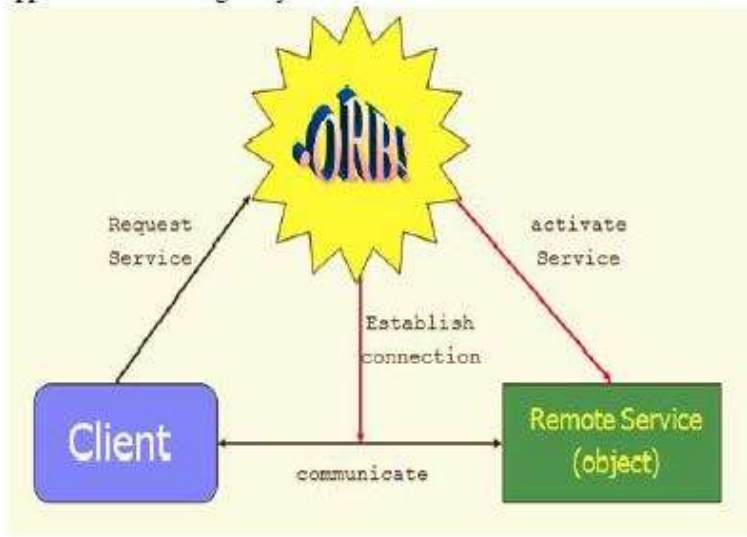 ORB
Request
Service
activate
Service
Establish
connection
Client
Remote Service
(object)
communicate